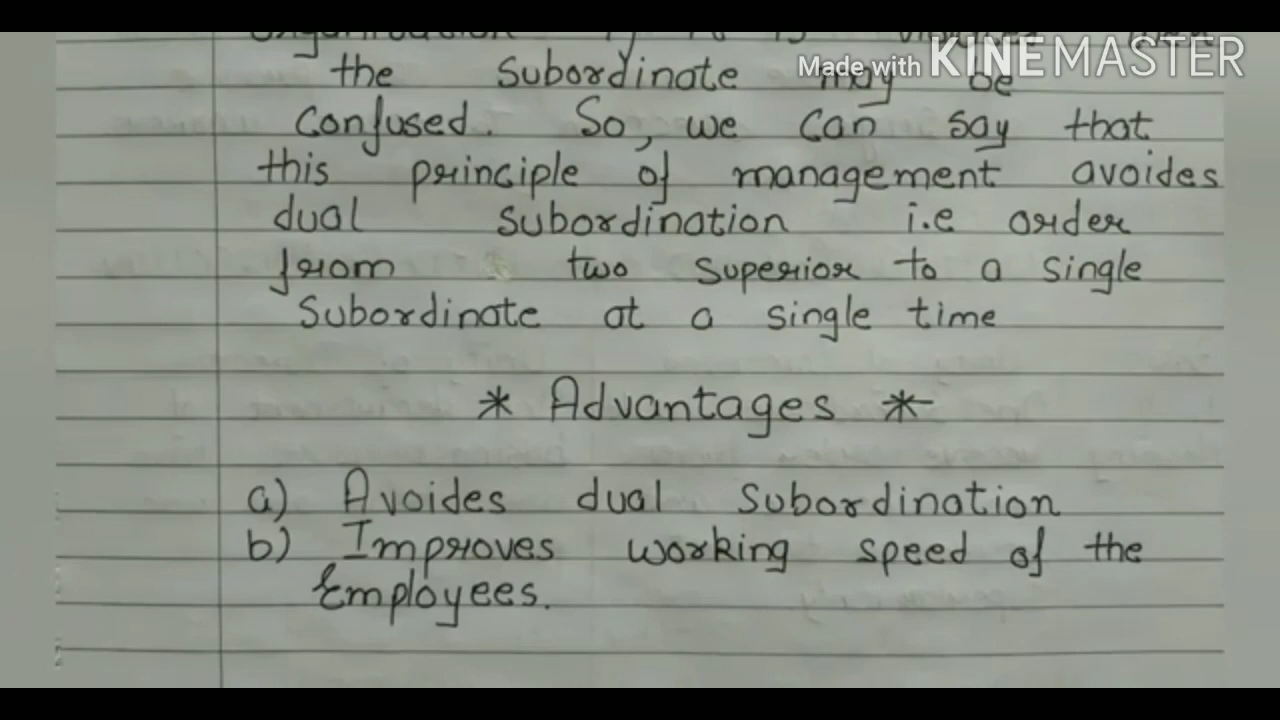 the subordinate may be
Made with KINEMASTER
confused. So, we can say that
this principle of management avoides
dual subordination i.e order
from two superior to a single
Subordinate at a single time
* Advantages *
a) Avoides dual subordination
b) Improves working speed of the
Employees.